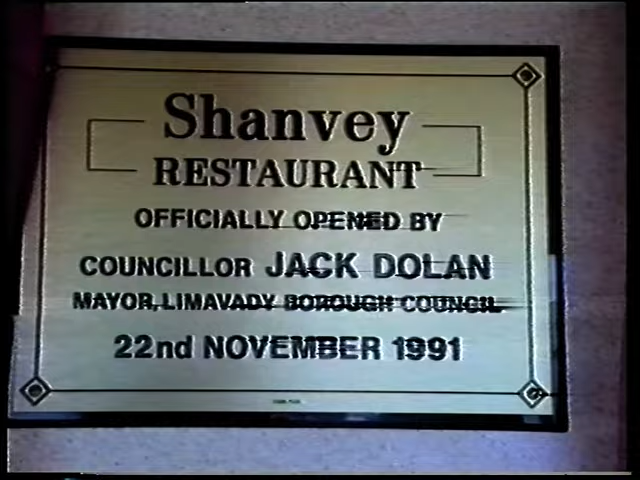 Shanvey
RESTAURANT
OFFICIALLY OPENED BY
COUNCILLOR JACK DOLAN
MAYOR, LIMAVADY BOROUGH COUNCIL
22nd NOVEMBER 1991